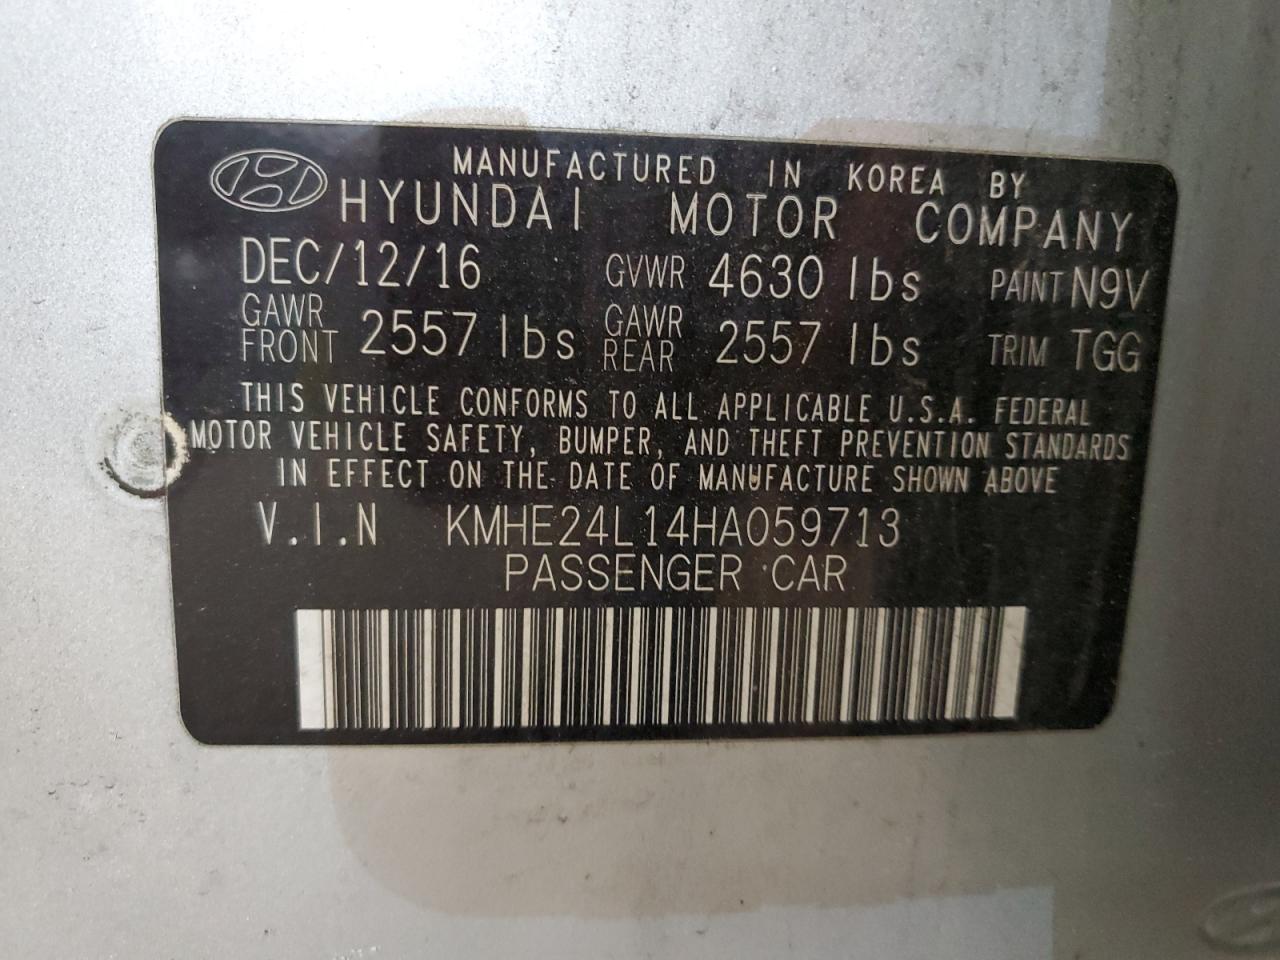 MANUFACTURED IN KOREA BY
HYUNDAI MOTOR COMPANY
DEC/12/16 GVWR 4630 lbs PAINT N9V
GAWR FRONT 2557 lbs GAWR REAR 2557 lbs TRIM TGG
THIS VEHICLE CONFORMS TO ALL APPLICABLE U.S.A. FEDERAL
MOTOR VEHICLE SAFETY, BUMPER, AND THEFT PREVENTION STANDARDS
IN EFFECT ON THE DATE OF MANUFACTURE SHOWN ABOVE
V.I.N KMHE24L14HA059713
PASSENGER CAR